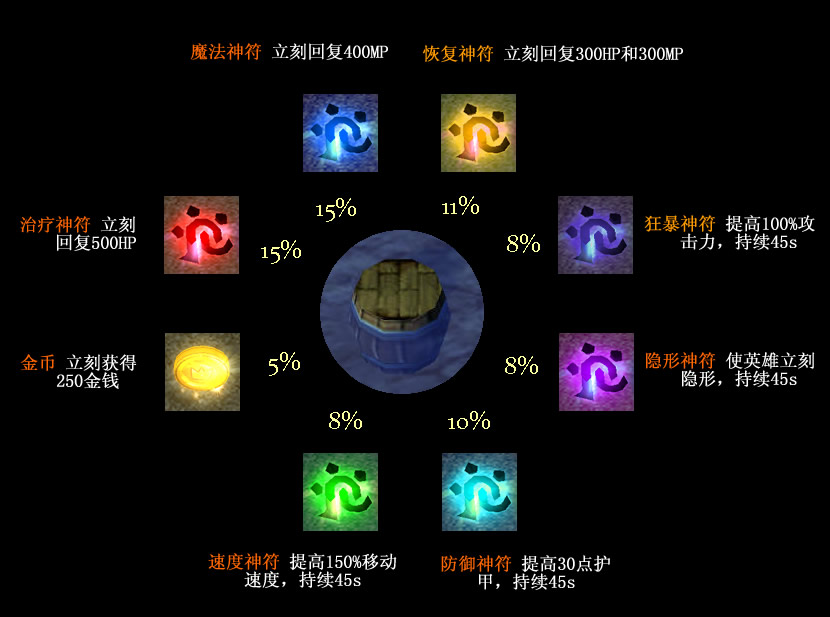 魔法神符 立刻回复400MP
恢复神符 立刻回复300HP和300MP
15%
11%
治疗神符 立刻
回复500HP
15%
8%
狂暴神符 提高100%攻
击力，持续45s
金币 立刻获得
250金钱
5%
8%
隐形神符 使英雄立刻
隐形，持续45s
8%
10%
速度神符 提高150%移动
速度，持续45s
防御神符 提高30点护
甲，持续45s